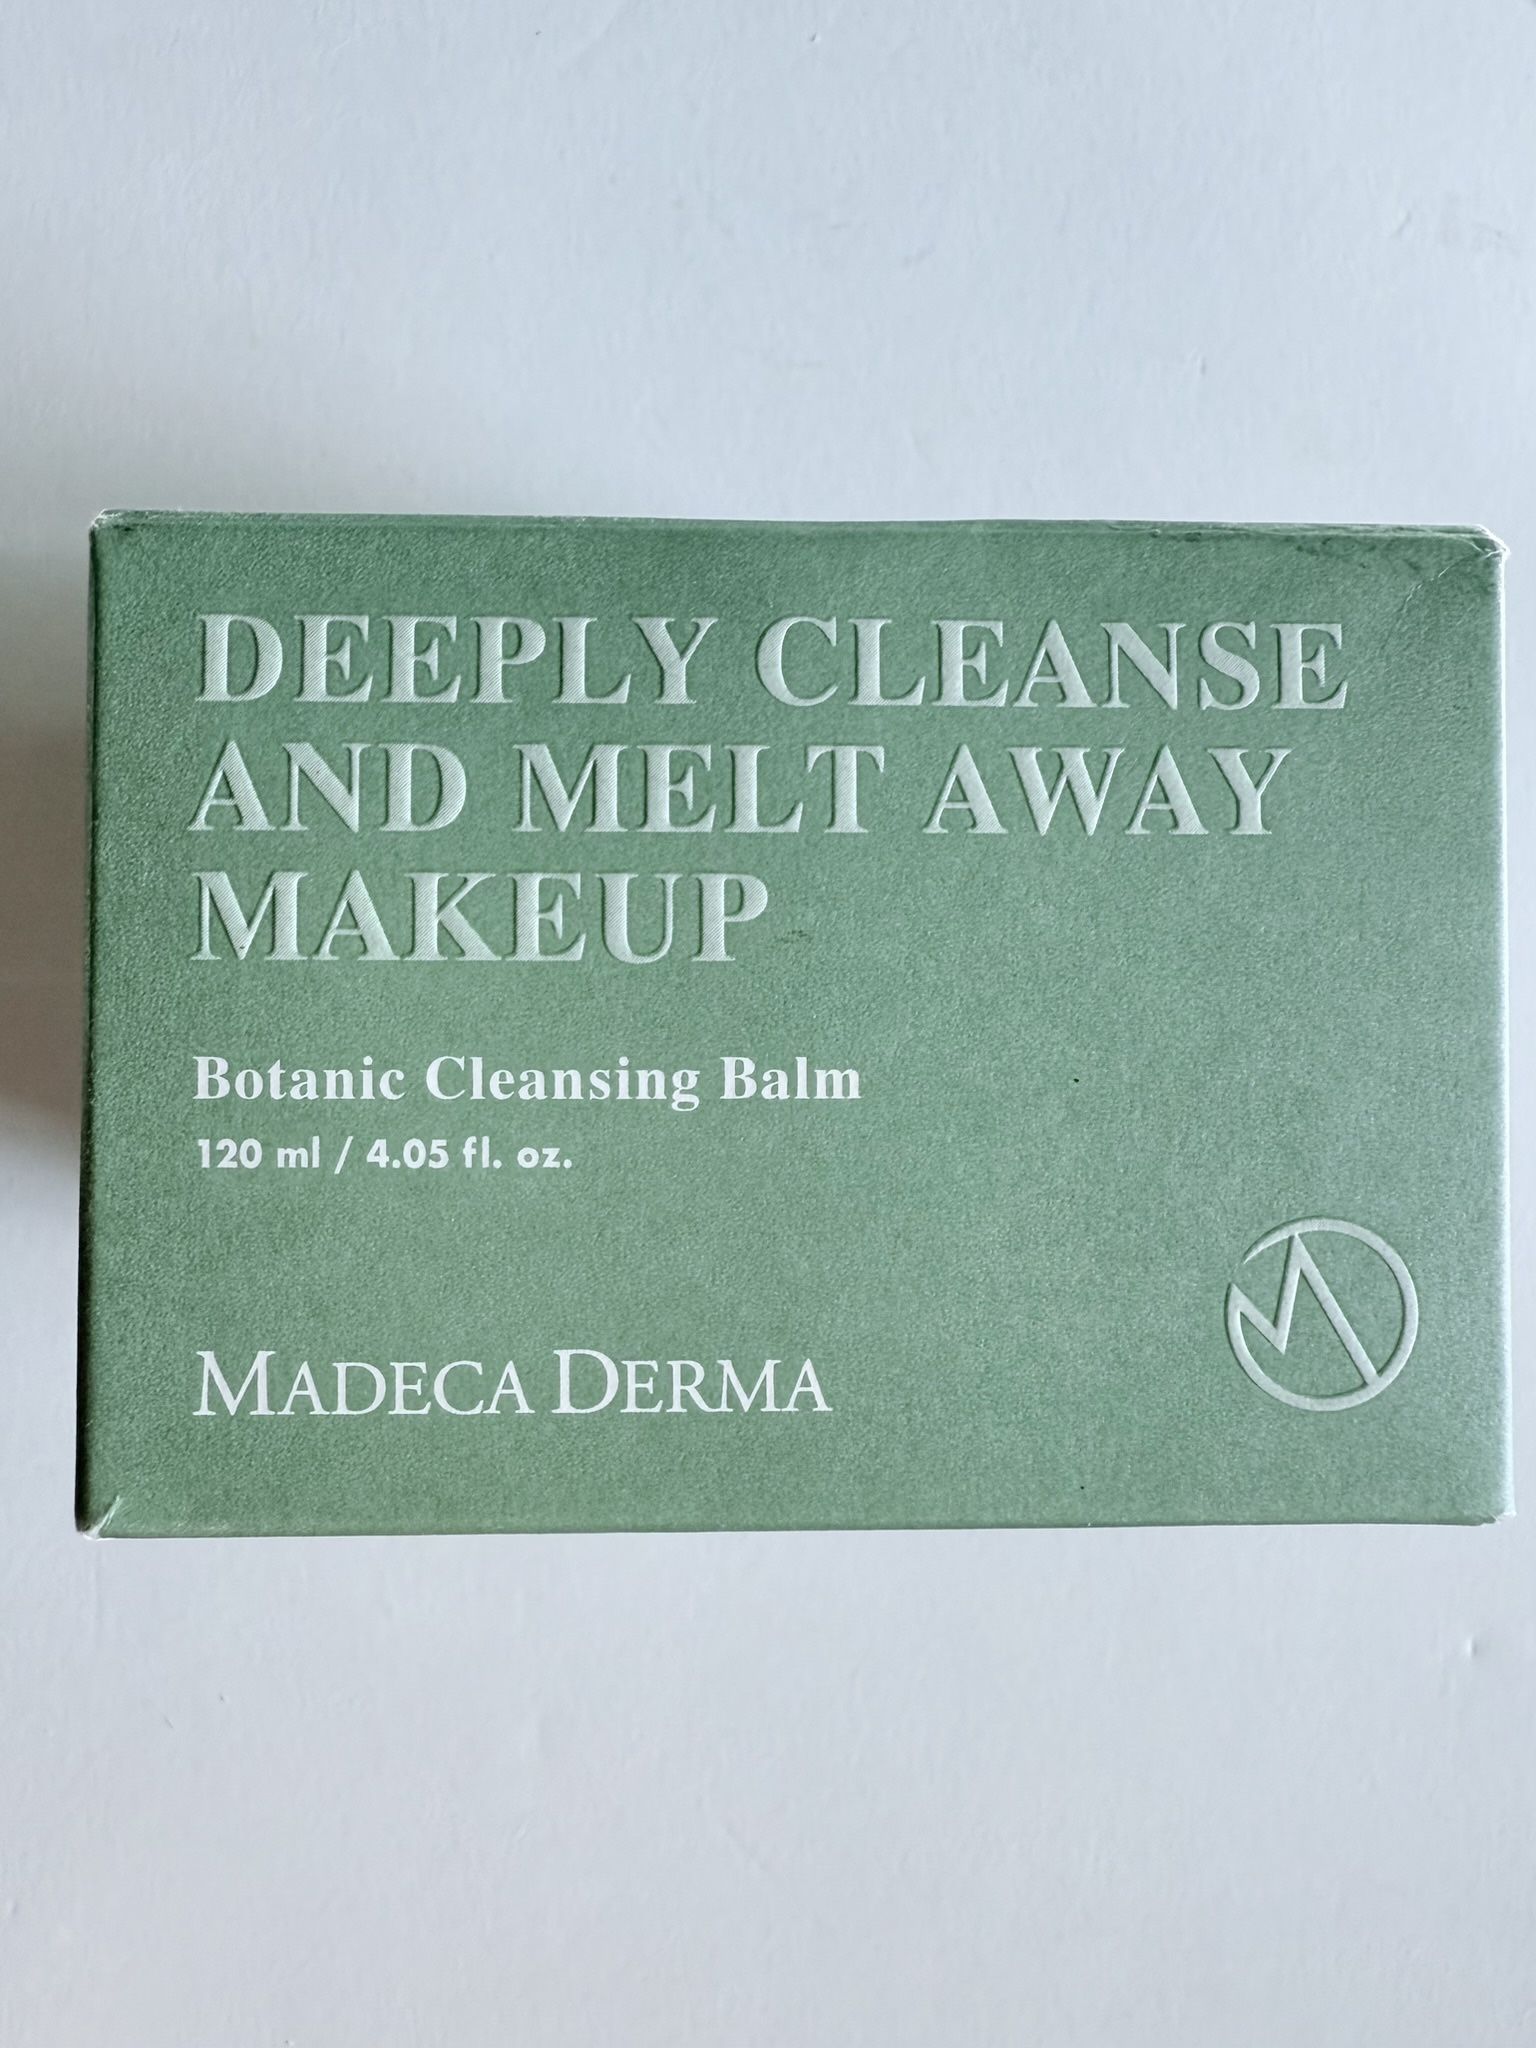 DEEPLY CLEANSE
AND MELT AWAY
MAKEUP
Botanic Cleansing Balm
120 ml / 4.05 fl. oz.
MADECA DERMA